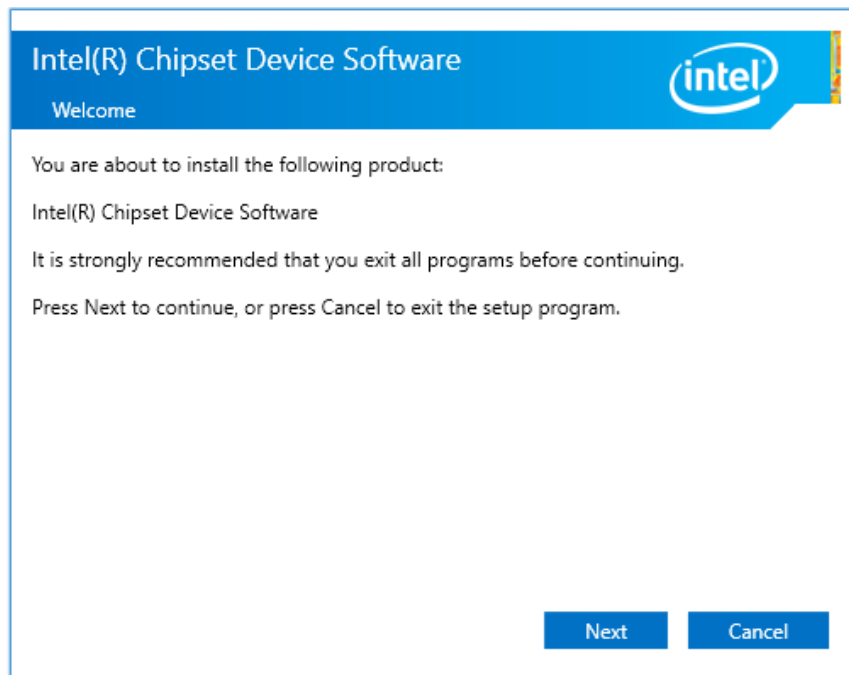 Intel(R) Chipset Device Software
intel
Welcome
You are about to install the following product:
Intel(R) Chipset Device Software
It is strongly recommended that you exit all programs before continuing.
Press Next to continue, or press Cancel to exit the setup program.
Next
Cancel